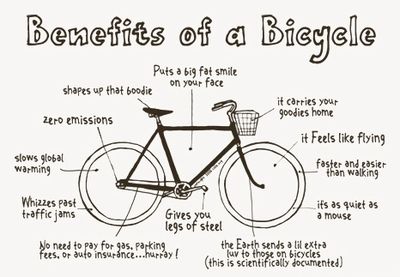 Benefits of a Bicycle
Puts a big fat smile
on your face
shapes up that boodie
it carries your
goodies home
zero emissions
it Feels like flying
slows global
warming
faster and easier
than walking
Whizzes past
traffic jams
it's as quiet as
a mouse
Gives you
legs of steel
No need to pay for gas, parking
fees, or auto insurance...hurray!
the Earth sends a lil extra
luv to those on bicycles
(this is scientifically documented)